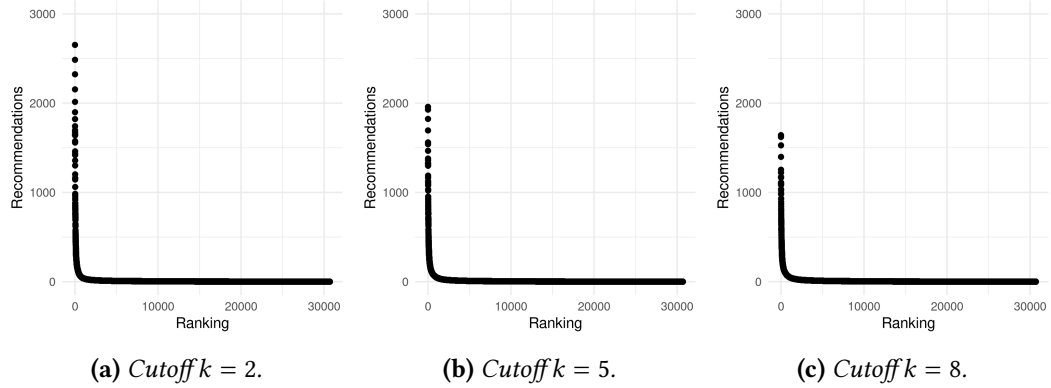 3000
2000
1000
0
Recommendations
0 10000 20000 30000
Ranking
(a) Cutoff k = 2.
3000
2000
1000
0
Recommendations
0 10000 20000 30000
Ranking
(b) Cutoff k = 5.
3000
2000
1000
0
Recommendations
0 10000 20000 30000
Ranking
(c) Cutoff k = 8.